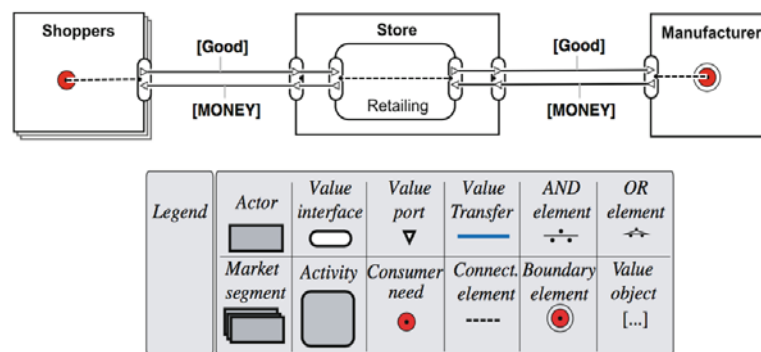 Shoppers
[Good]
[MONEY]
Store
Retailing
[Good]
[MONEY]
Manufacturer
Legend
Actor
Value
interface
Value
port
Value
Transfer
AND
element
OR
element
Market
segment
Activity
Consumer
need
Connect.
element
Boundary
element
Value
object
[...]